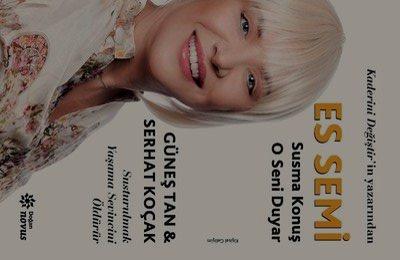 Kaderini Değiştir'in yazarından
ES SEMİ
Susma Konuş
O Seni Duyar
GÜNEŞ TAN &
SERHAT KOÇAK
Susturulmak
Yaşama Sevincini
Öldürür
Kişisel Gelişim
Doğan
novus